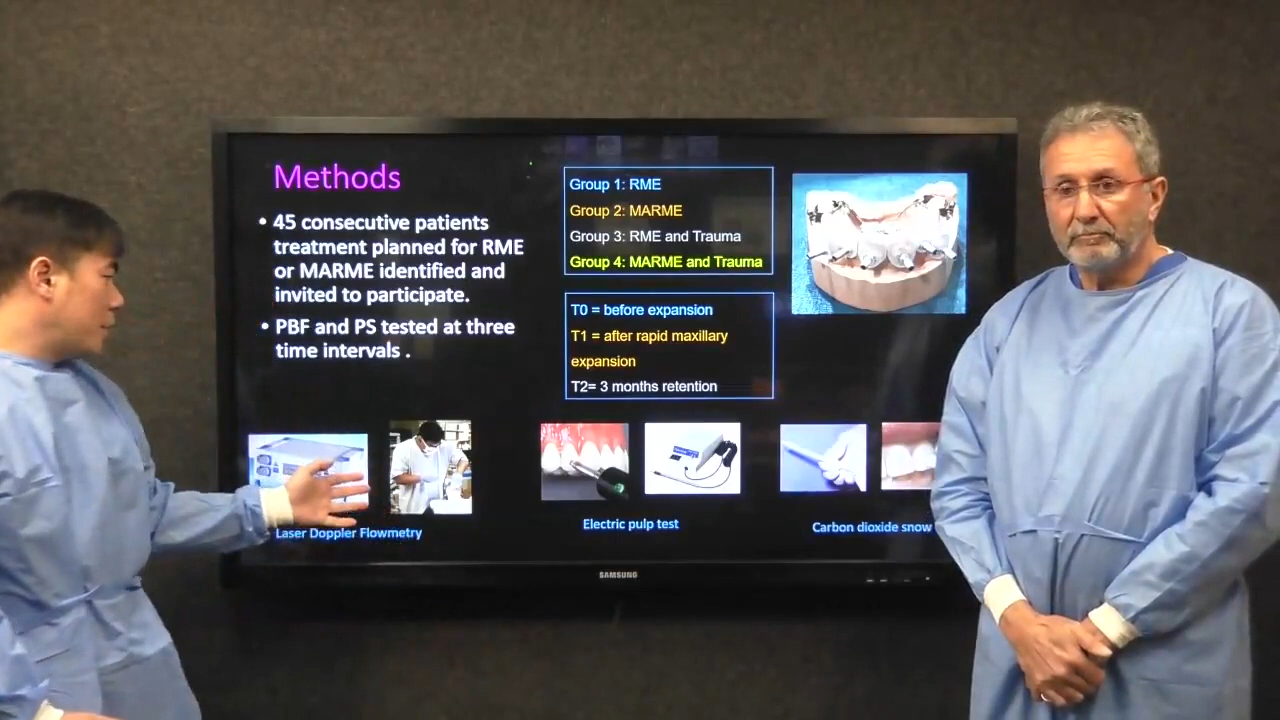 Methods
• 45 consecutive patients
treatment planned for RME
or MARME identified and
invited to participate.
• PBF and PS tested at three
time intervals .
Group 1: RME
Group 2: MARME
Group 3: RME and Trauma
Group 4: MARME and Trauma
T0 = before expansion
T1 = after rapid maxillary
expansion
T2= 3 months retention
Laser Doppler Flowmetry
Electric pulp test
Carbon dioxide snow
SAMSUNG